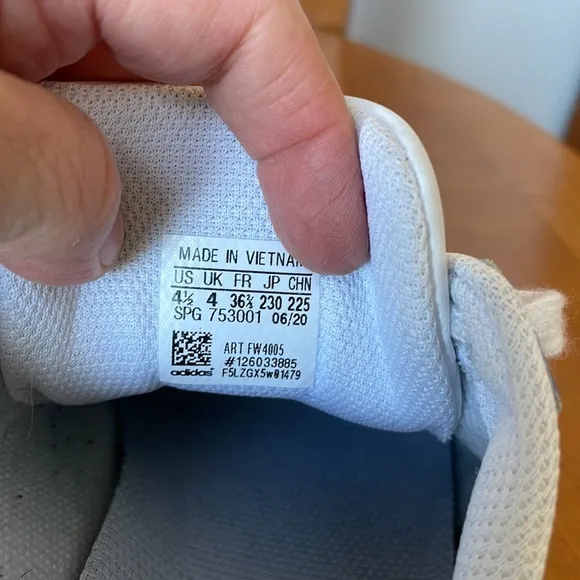 MADE IN VIETNAM
US UK FR JP CHN
4½ 4 36⅔ 230 225
SPG 753001 06/20
ART FW4005
#126033885
adidas F5LZGX5W01479